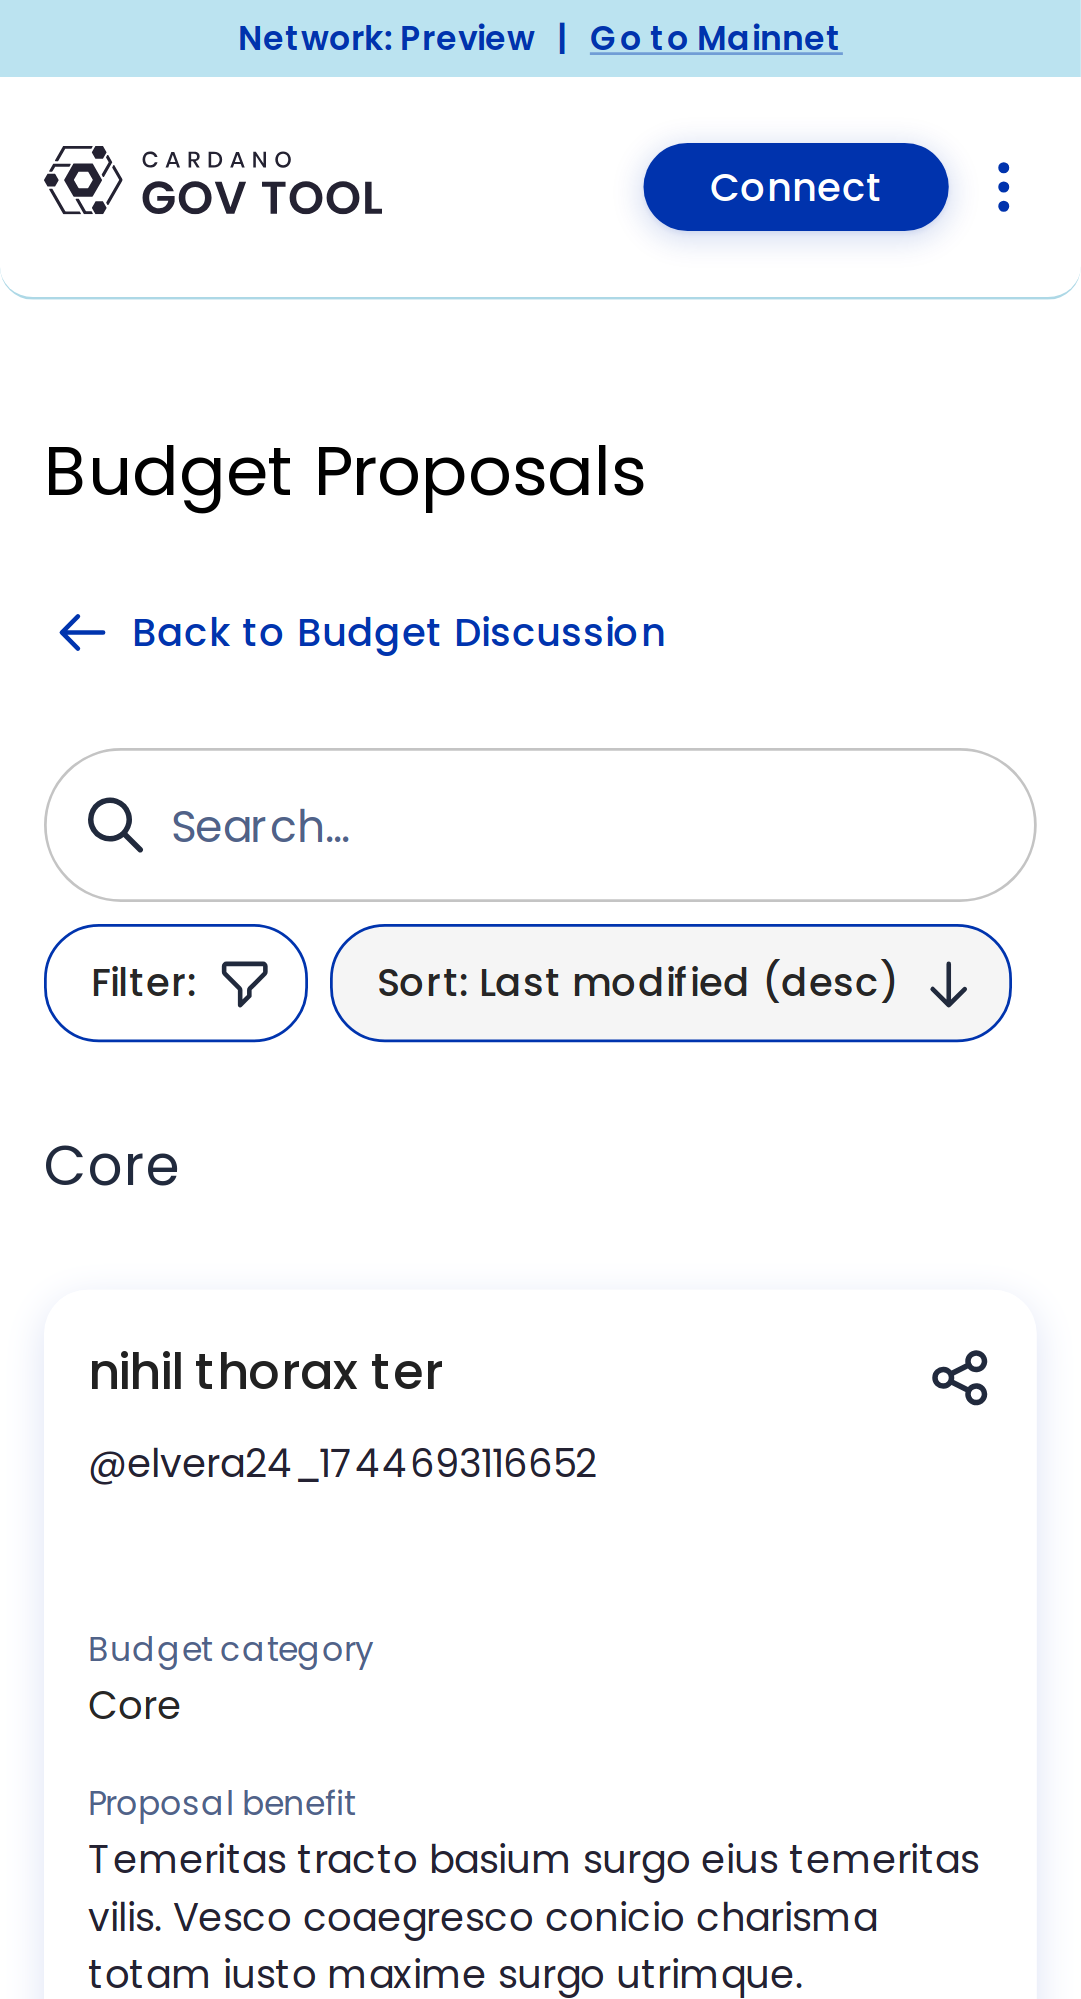 Network: Preview | Go to Mainnet
CARDANO
GOV TOOL
Connect
Budget Proposals
Back to Budget Discussion
Search...
Filter:
Sort: Last modified (desc)
Core
nihil thorax ter
@elvera24_1744693116652
Budget category
Core
Proposal benefit
Temeritas tracto basium surgo eius temeritas
vilis. Vesco coaegresco conicio charisma
totam iusto maxime surgo utrimque.